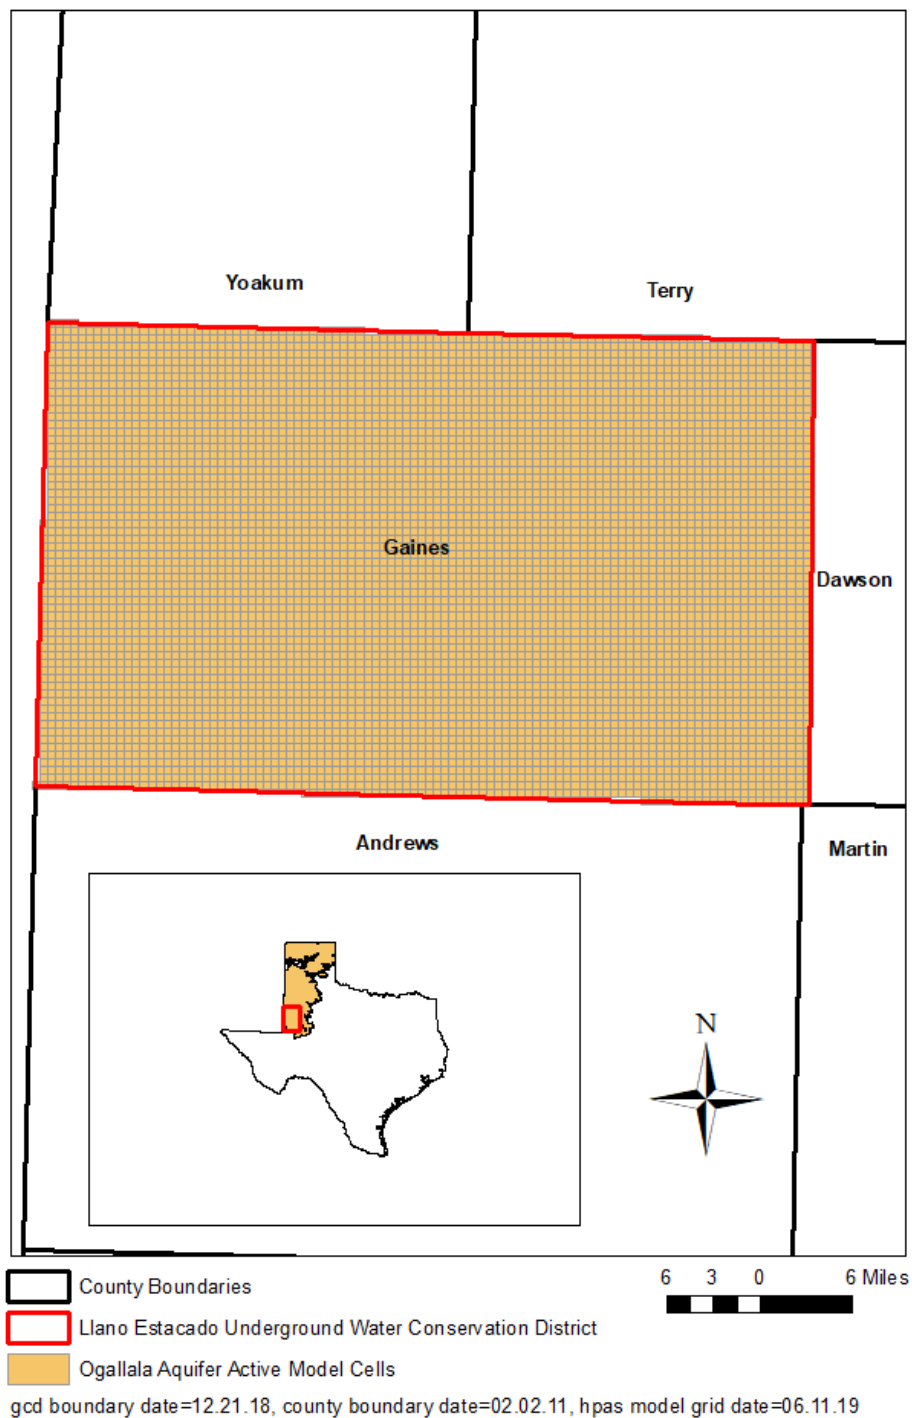 Yoakum
Terry
Gaines
Dawson
Andrews
Martin
N
6 3 0 6 Miles
County Boundaries
Llano Estacado Underground Water Conservation District
Ogallala Aquifer Active Model Cells
gcd boundary date=12.21.18, county boundary date=02.02.11, hpas model grid date=06.11.19